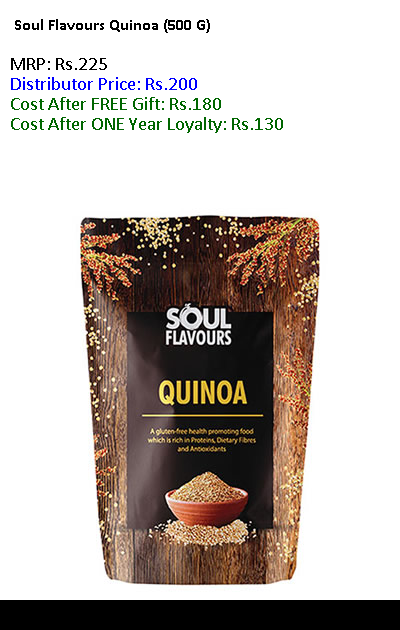 Soul Flavours Quinoa (500 G)
MRP: Rs.225
Distributor Price: Rs.200
Cost After FREE Gift: Rs.180
Cost After ONE Year Loyalty: Rs.130
SOUL
FLAVOURS
QUINOA
A gluten-free health promoting food
which is rich in Proteins, Dietary Fibres
and Antioxidants